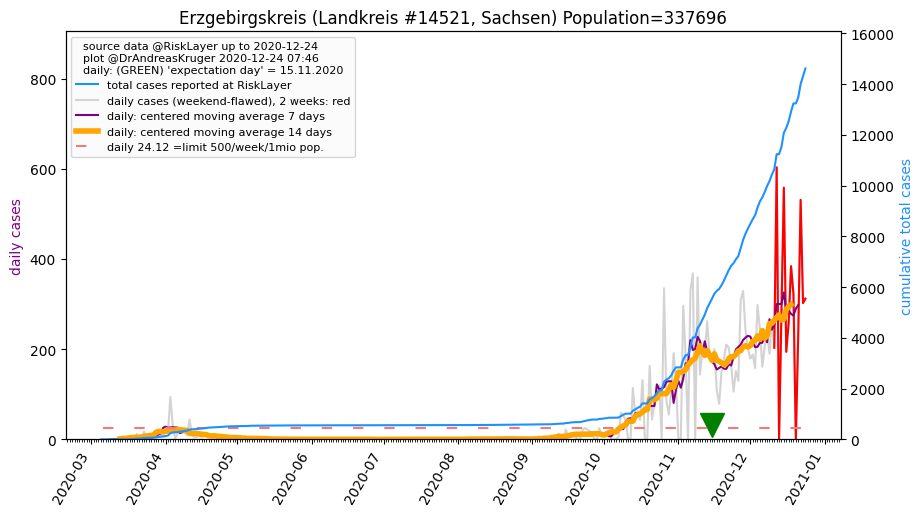 Erzgebirgskreis (Landkreis #14521, Sachsen) Population=337696
source data @RiskLayer up to 2020-12-24
plot @DrAndreasKruger 2020-12-24 07:46
daily: (GREEN) 'expectation day' = 15.11.2020
total cases reported at RiskLayer
daily cases (weekend-flawed), 2 weeks: red
daily: centered moving average 7 days
daily: centered moving average 14 days
daily 24.12 =limit 500/week/1mio pop.
daily cases
800
600
400
200
0
cumulative total cases
16000
14000
12000
10000
8000
6000
4000
2000
0
2020-03
2020-04
2020-05
2020-06
2020-07
2020-08
2020-09
2020-10
2020-11
2020-12
2021-01